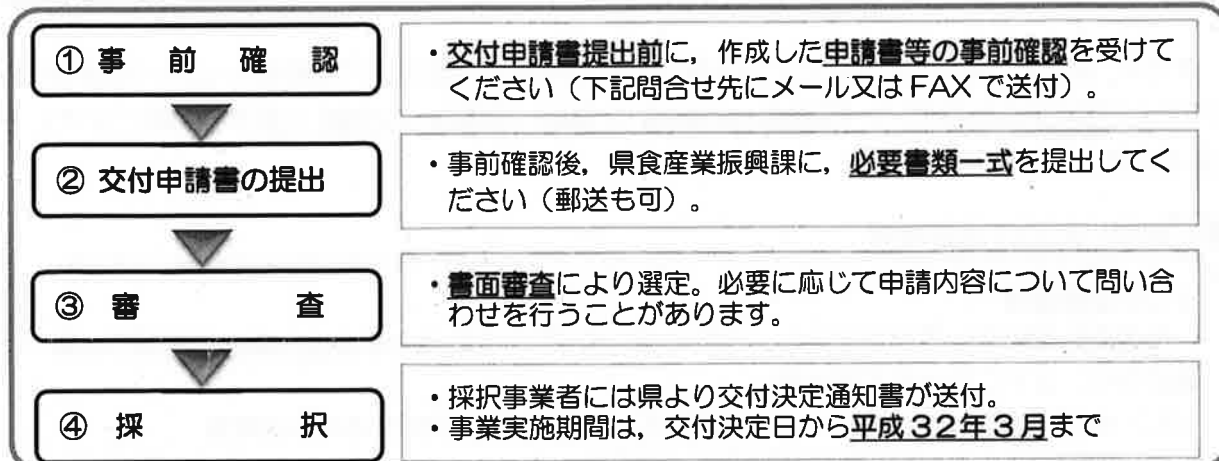 ① 事前確認
・交付申請書提出前に，作成した申請書等の事前確認を受けて
ください（下記問合せ先にメール又はFAXで送付）。
② 交付申請書の提出
・事前確認後，県食産業振興課に，必要書類一式を提出してく
ださい（郵送も可）。
③ 審査
・書面審査により選定。必要に応じて申請内容について問い合
わせを行うことがあります。
④ 採択
・採択事業者には県より交付決定通知書が送付。
・事業実施期間は，交付決定日から平成32年3月まで